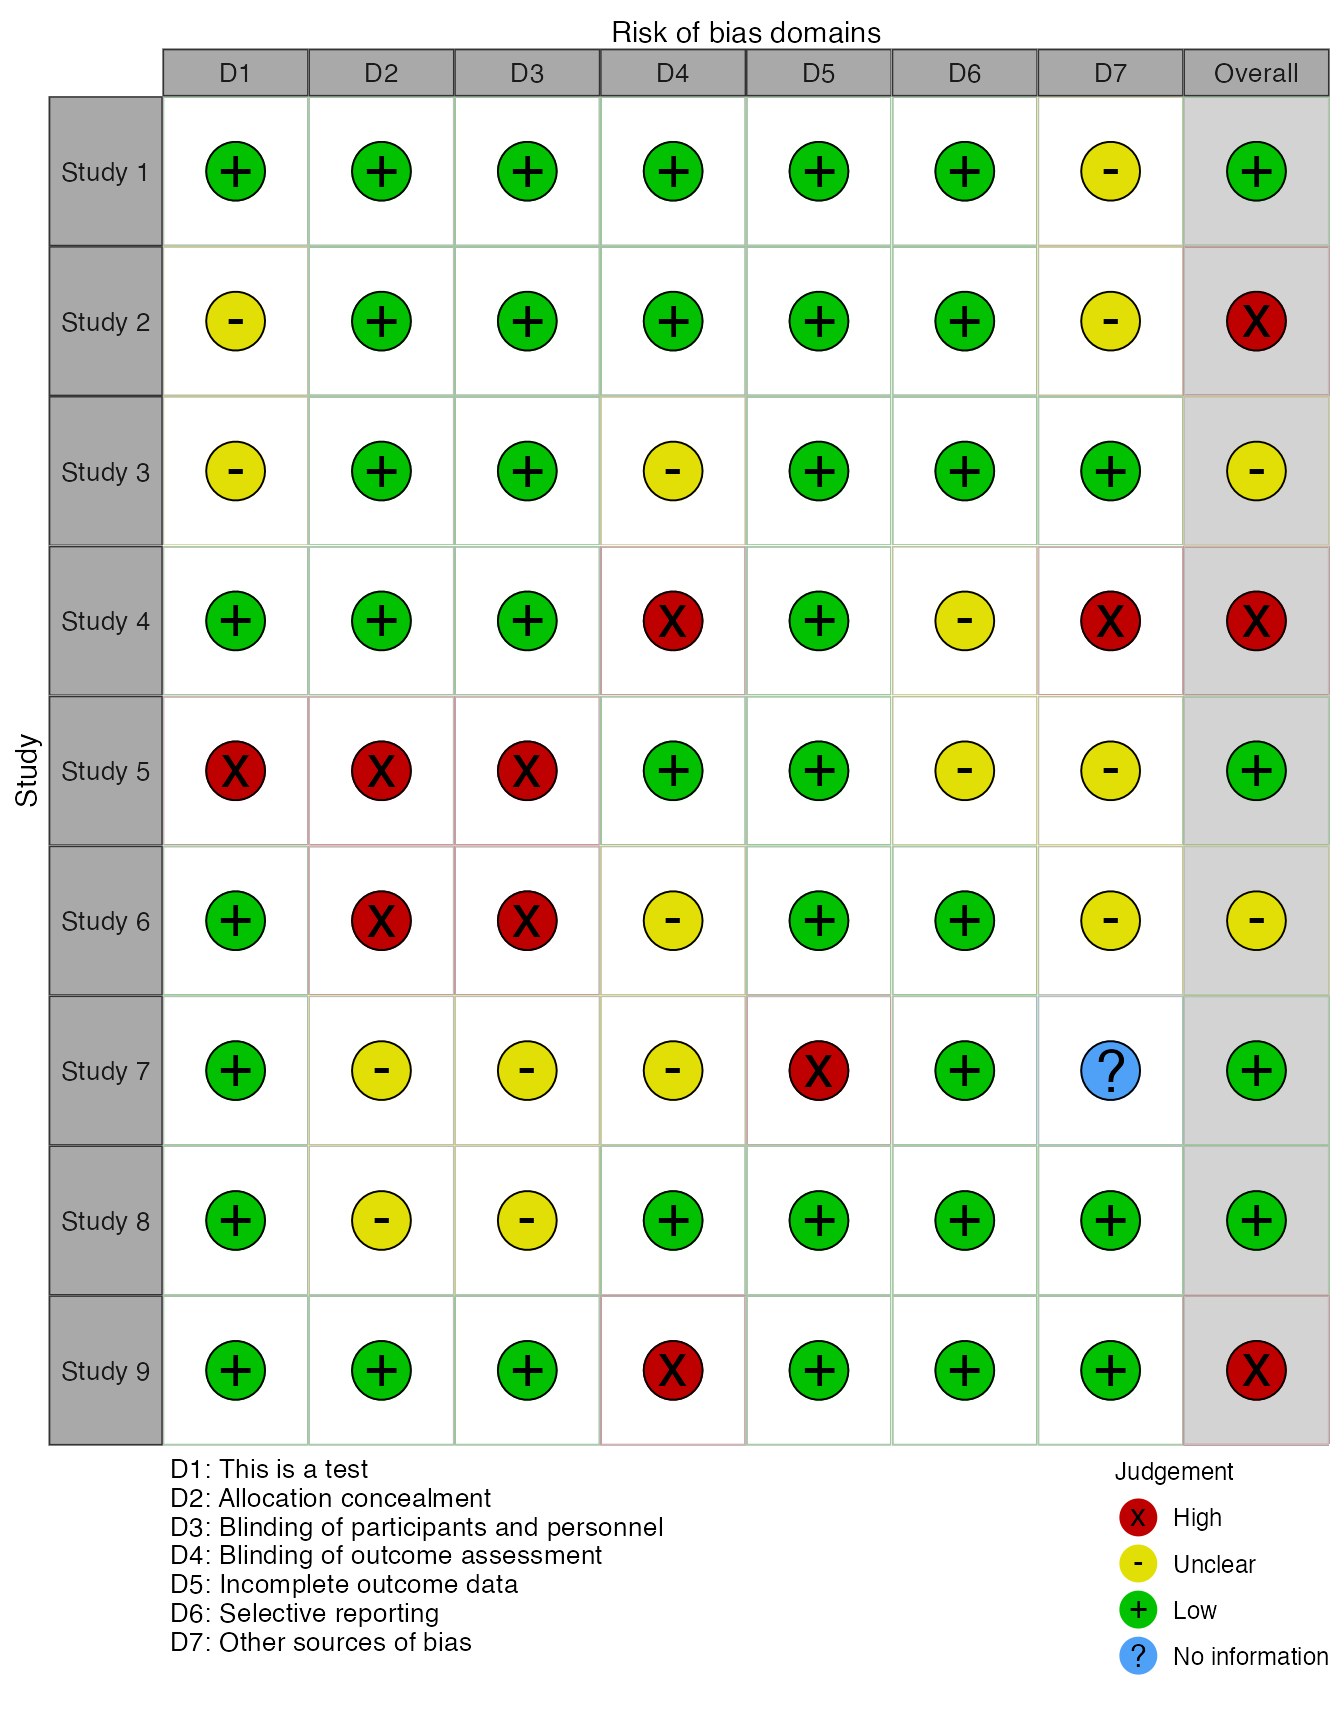 Risk of bias domains
D1 D2 D3 D4 D5 D6 D7 Overall
Study 1 + + + + + + - +
Study 2 - + + + + + - X
Study 3 - + + - + + + -
Study 4 + + + X + - X X
Study
Study 5 X X X + + - - +
Study 6 + X X - + + - -
Study 7 + - - - X + ? +
Study 8 + - - + + + + +
Study 9 + + + X + + + X
D1: This is a test
D2: Allocation concealment
D3: Blinding of participants and personnel
D4: Blinding of outcome assessment
D5: Incomplete outcome data
D6: Selective reporting
D7: Other sources of bias
Judgement
X High
- Unclear
+ Low
? No information